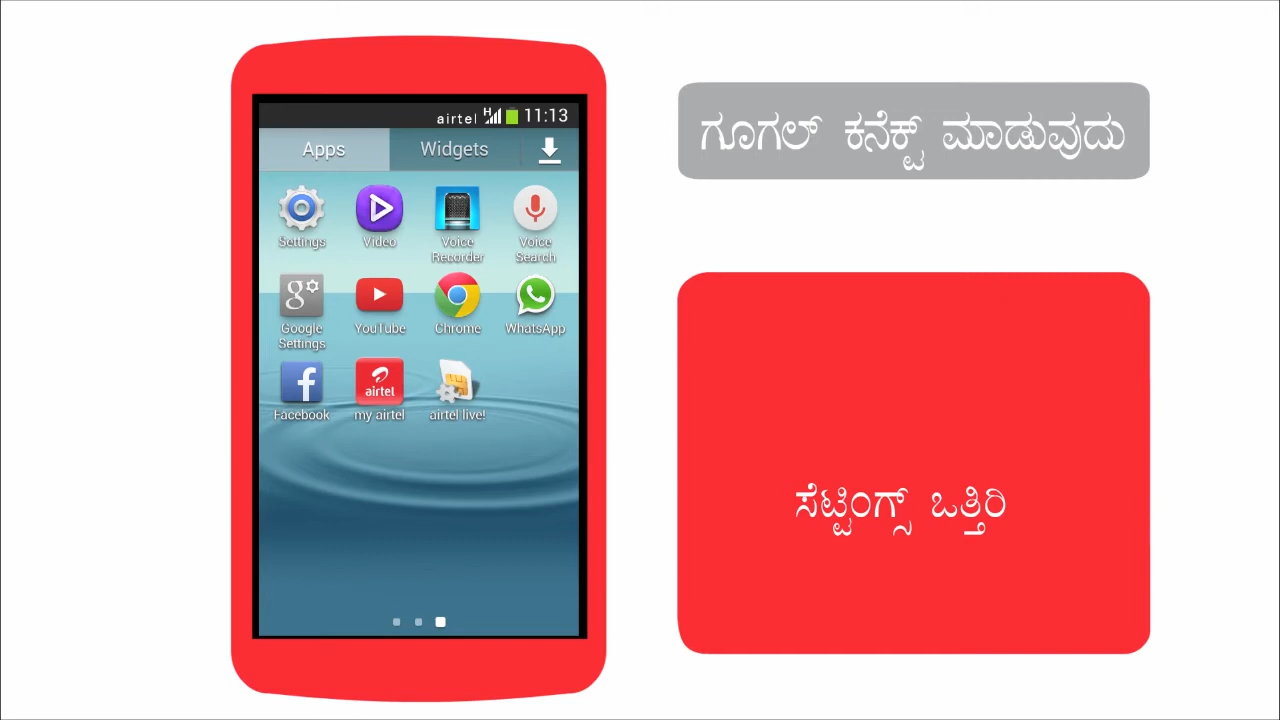 airtel H 11:13
Apps Widgets
Settings Video Voice Recorder Voice Search
Google Settings YouTube Chrome WhatsApp
Facebook airtel my airtel airtel live!
ಗೂಗಲ್ ಕನೆಕ್ಟ್ ಮಾಡುವುದು
ಸೆಟ್ಟಿಂಗ್ಸ್ ಒತ್ತಿರಿ